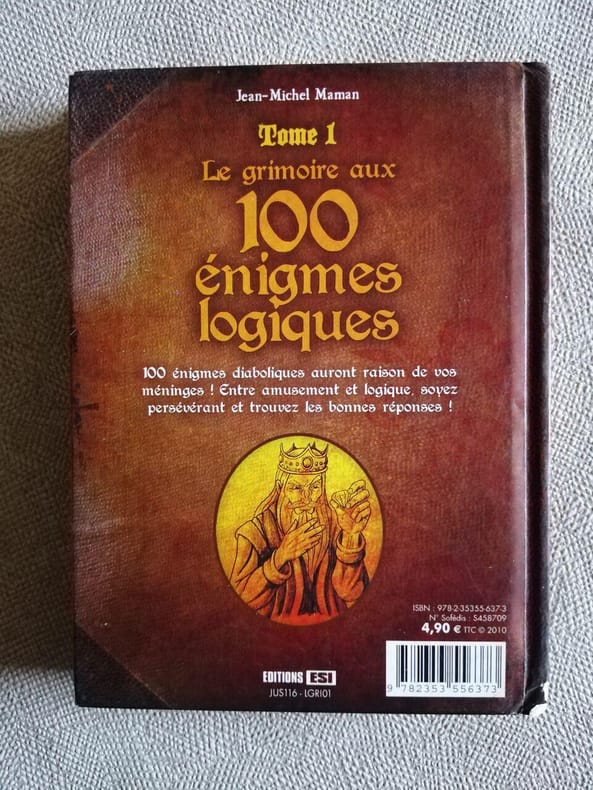 Jean-Michel Maman
Tome 1
Le grimoire aux
100
énigmes
logiques
100 énigmes diaboliques auront raison de vos
méninges ! Entre amusement et logique, soyez
persévérant et trouvez les bonnes réponses !
ISBN : 978-2-35355-637-3
N° Sofédis : S458709
4,90 € TTC © 2010
EDITIONS ESI
JUS116 - LGRI01
9 782353 556373